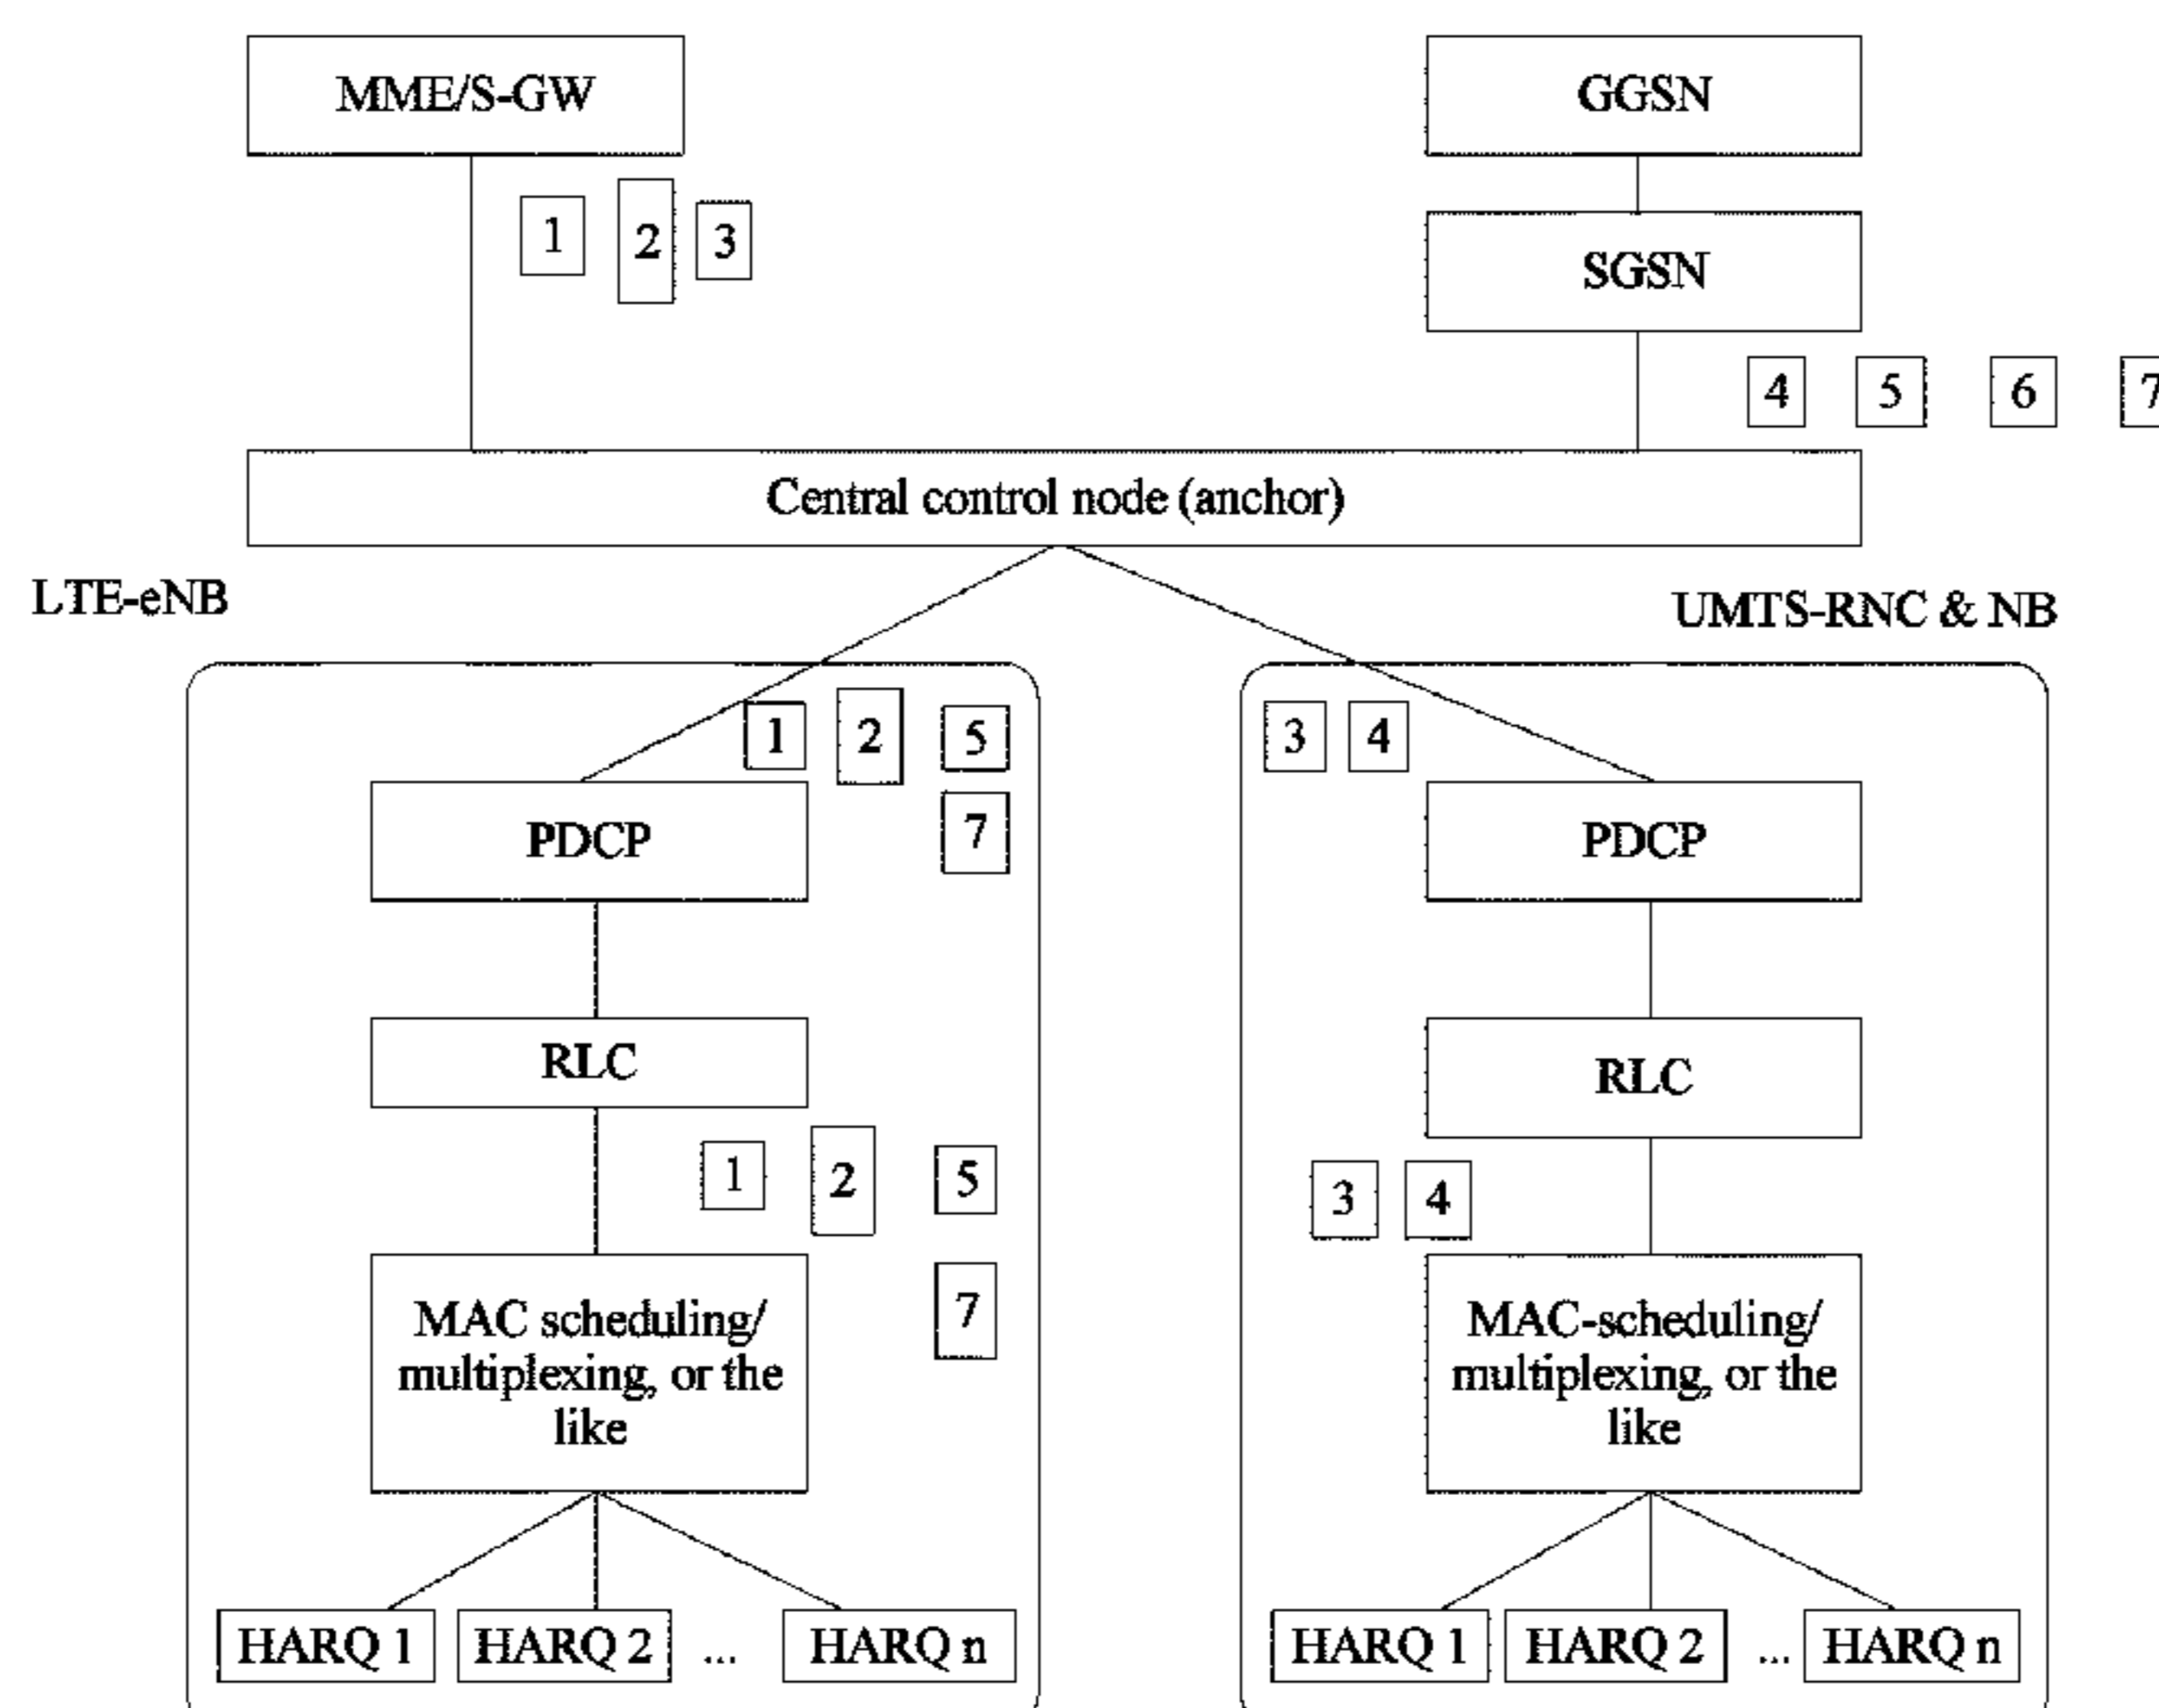 MME/S-GW
GGSN
1 2 3
SGSN
4 5 6 7
Central control node (anchor)
LTE-eNB
UMTS-RNC & NB
1 2 5
3 4
7
PDCP
PDCP
RLC
RLC
1 2 5
3 4
7
MAC scheduling/
multiplexing, or the
like
MAC-scheduling/
multiplexing, or the
like
HARQ 1 HARQ 2 ... HARQ n
HARQ 1 HARQ 2 ... HARQ n